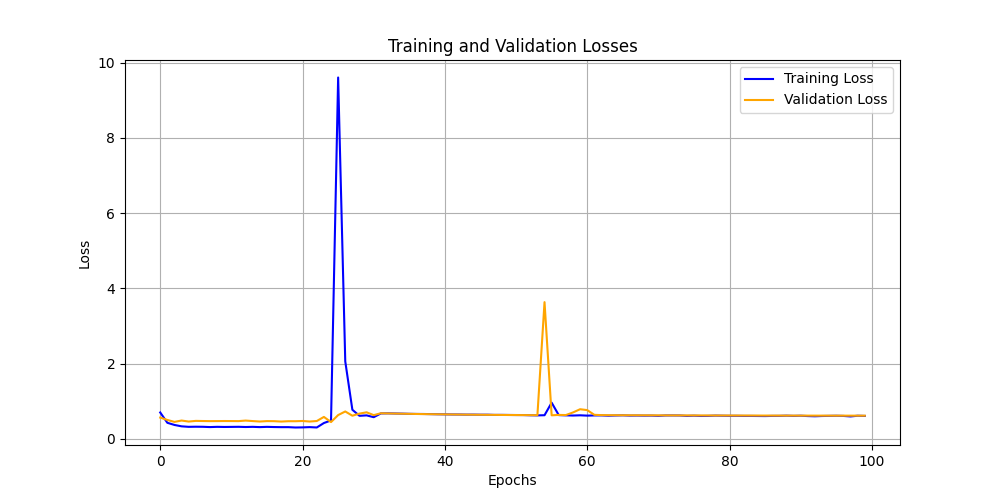 Training and Validation Losses
10
8
6
4
2
0
Loss
Training Loss
Validation Loss
0 20 40 60 80 100
Epochs